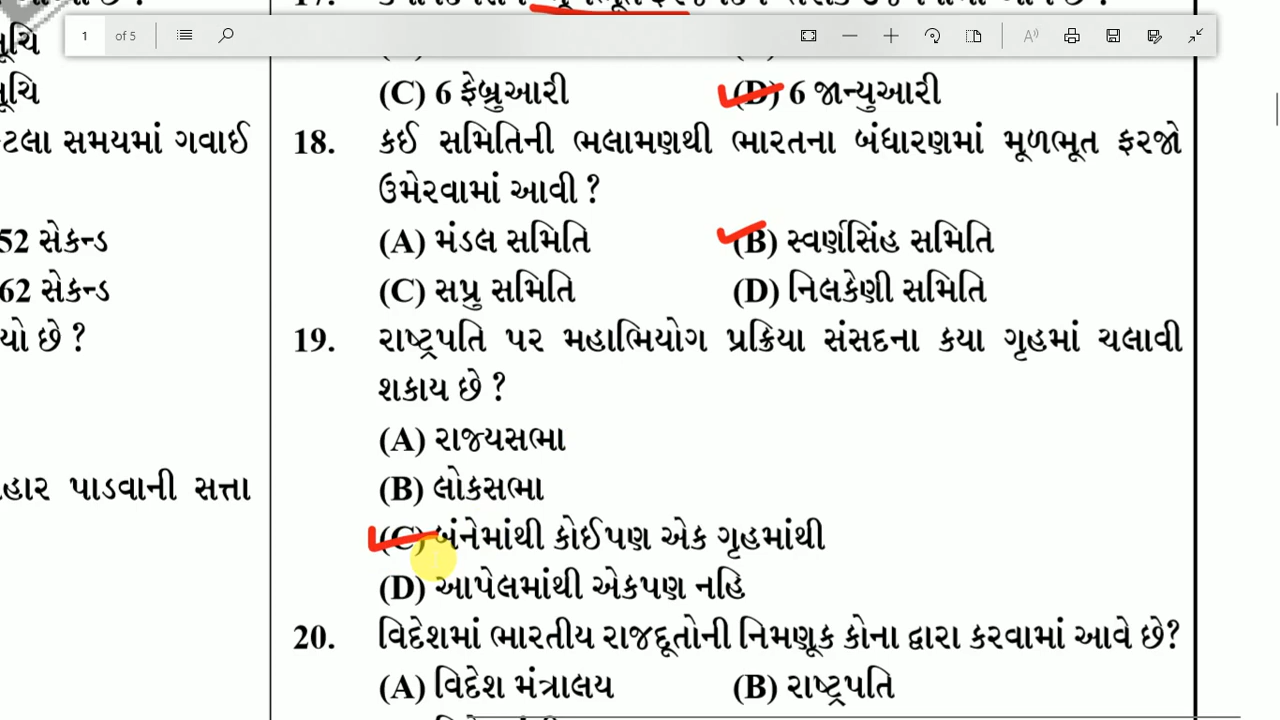 1 of 5
ૂચિ
(C) 6 ફેબ્રુઆરી
(D) 6 જાન્યુઆરી
ૂચિ
ટલા સમયમાં ગવાઈ
18. કઈ સમિતિની ભલામણથી ભારતના બંધારણમાં મૂળભૂત ફરજો
ઉમેરવામાં આવી ?
52 સેકન્ડ
(A) મંડલ સમિતિ
(B) સ્વર્ણસિંહ સમિતિ
62 સેકન્ડ
(C) સપ્રુ સમિતિ
(D) નિલકેણી સમિતિ
યો છે ?
19. રાષ્ટ્રપતિ પર મહાભિયોગ પ્રક્રિયા સંસદના કયા ગૃહમાં ચલાવી
શકાય છે ?
(A) રાજ્યસભા
હાર પાડવાની સત્તા
(B) લોકસભા
(C) બંનેમાંથી કોઈપણ એક ગૃહમાંથી
(D) આપેલમાંથી એકપણ નહિ
20. વિદેશમાં ભારતીય રાજદૂતોની નિમણૂક કોના દ્વારા કરવામાં આવે છે?
(A) વિદેશ મંત્રાલય
(B) રાષ્ટ્રપતિ